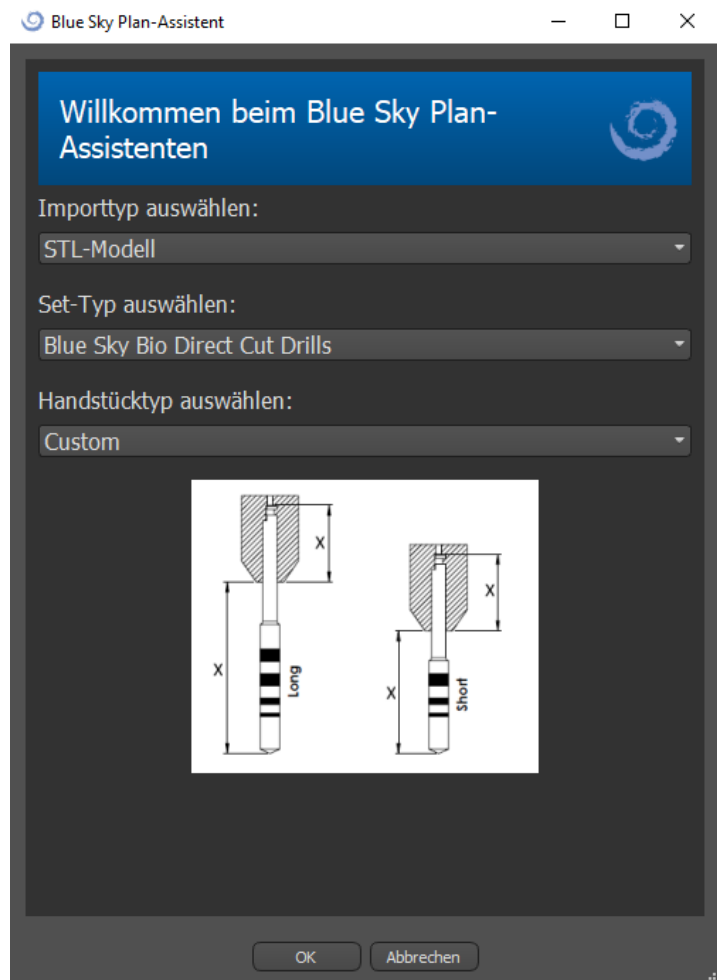 Blue Sky Plan-Assistent
Willkommen beim Blue Sky Plan-
Assistenten
Importtyp auswählen:
STL-Modell
Set-Typ auswählen:
Blue Sky Bio Direct Cut Drills
Handstücktyp auswählen:
Custom
X
X
X
X
Long
Short
OK
Abbrechen